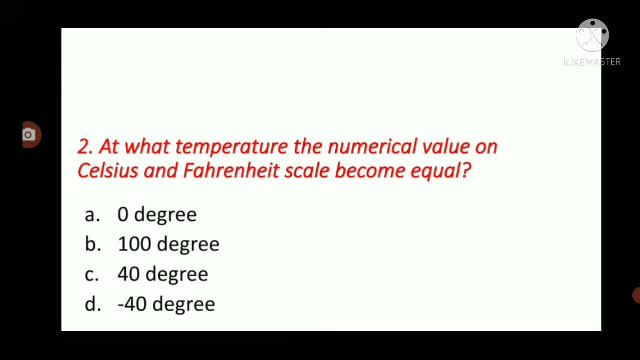 KINEMASTER
2. At what temperature the numerical value on
Celsius and Fahrenheit scale become equal?
a. 0 degree
b. 100 degree
c. 40 degree
d. -40 degree